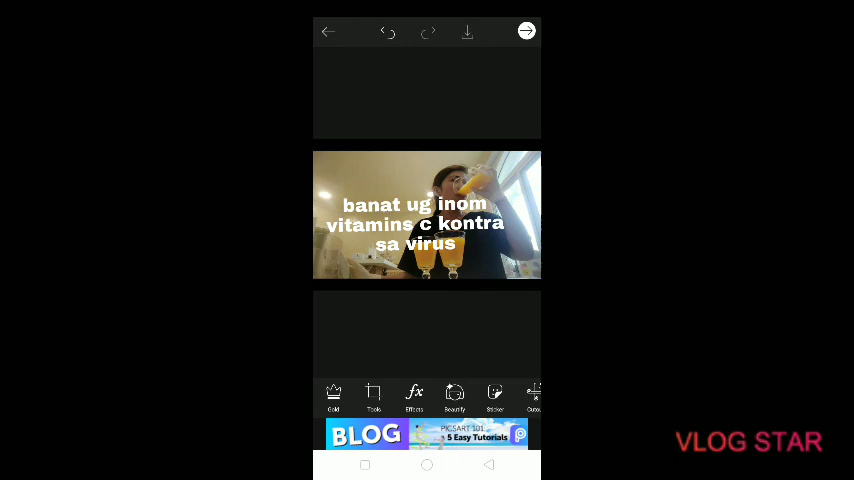 banat ug inom
vitamins c kontra
sa virus
Gold
Tools
Effects
Beautify
Sticker
BLOG
PICSART 101
5 Easy Tutorials
VLOG STAR